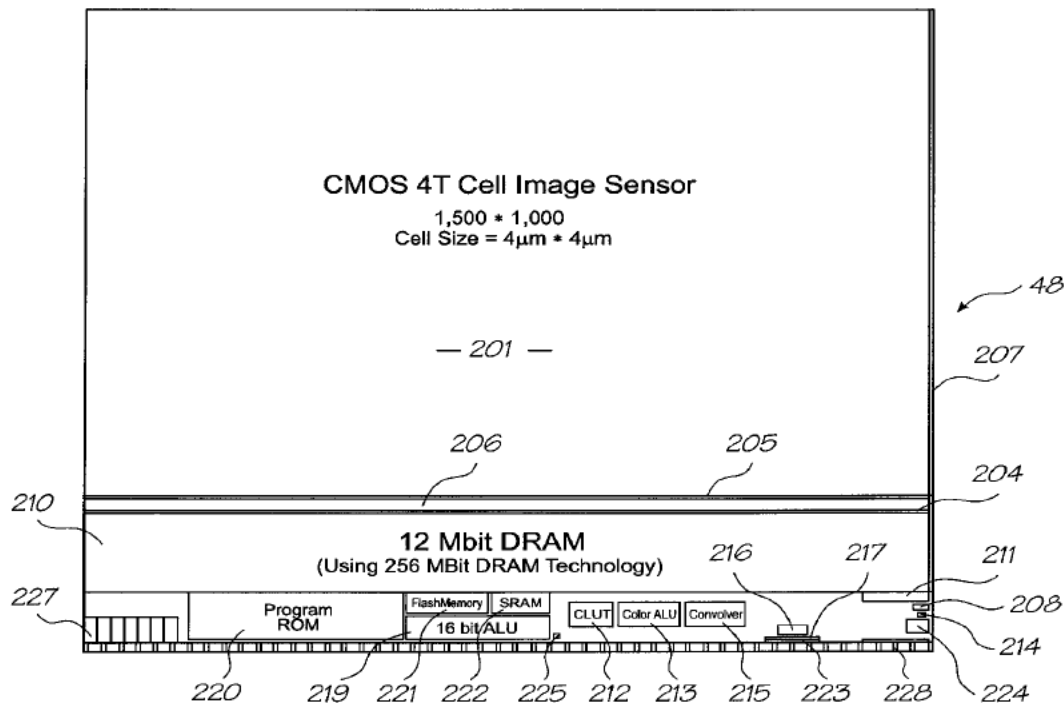 CMOS 4T Cell Image Sensor
1,500 * 1,000
Cell Size = 4μm * 4μm
48
— 201 —
207
206
205
204
210
12 Mbit DRAM
(Using 256 MBit DRAM Technology)
216
217
211
227
Program
ROM
FlashMemory
SRAM
16 bit ALU
CLUT
Color ALU
Convolver
208
214
220
219
221
222
225
212
213
215
223
228
224